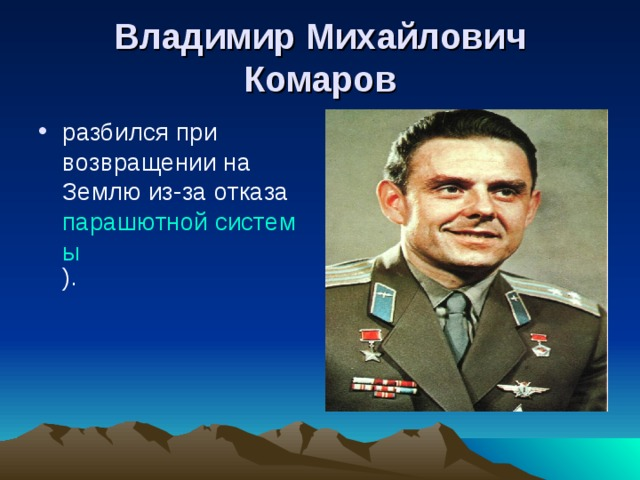 Владимир Михайлович
Комаров
• разбился при
возвращении на
Землю из-за отказа
парашютной систем
ы
).